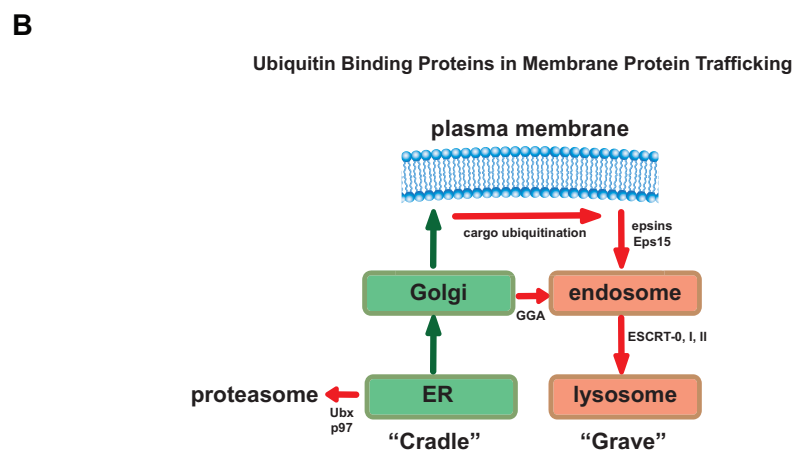 B
Ubiquitin Binding Proteins in Membrane Protein Trafficking
plasma membrane
cargo ubiquitination
epsins
Eps15
Golgi
GGA
endosome
ESCRT-0, I, II
proteasome
Ubx
p97
ER
lysosome
“Cradle”
“Grave”